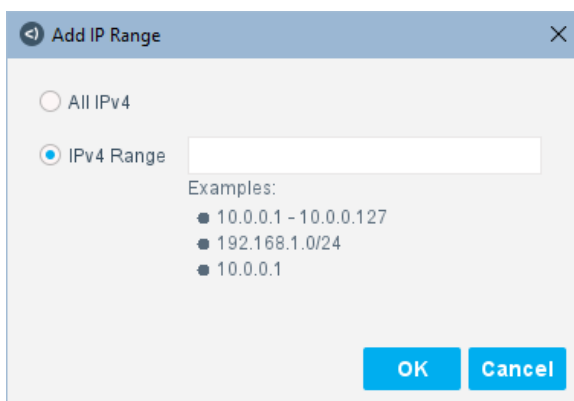 Add IP Range
All IPv4
IPv4 Range
Examples:
10.0.0.1 - 10.0.0.127
192.168.1.0/24
10.0.0.1
OK Cancel